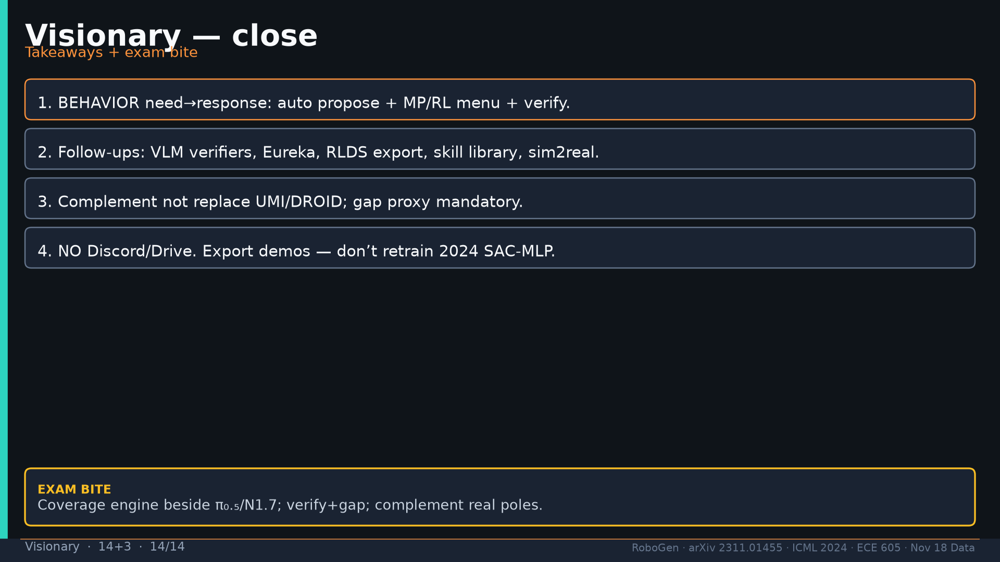 Visionary — close
Takeaways + exam bite
1. BEHAVIOR need→response: auto propose + MP/RL menu + verify.
2. Follow-ups: VLM verifiers, Eureka, RLDS export, skill library, sim2real.
3. Complement not replace UMI/DROID; gap proxy mandatory.
4. NO Discord/Drive. Export demos — don’t retrain 2024 SAC-MLP.
EXAM BITE
Coverage engine beside π₀.₅/N1.7; verify+gap; complement real poles.
Visionary · 14+3 · 14/14
RoboGen · arXiv 2311.01455 · ICML 2024 · ECE 605 · Nov 18 Data